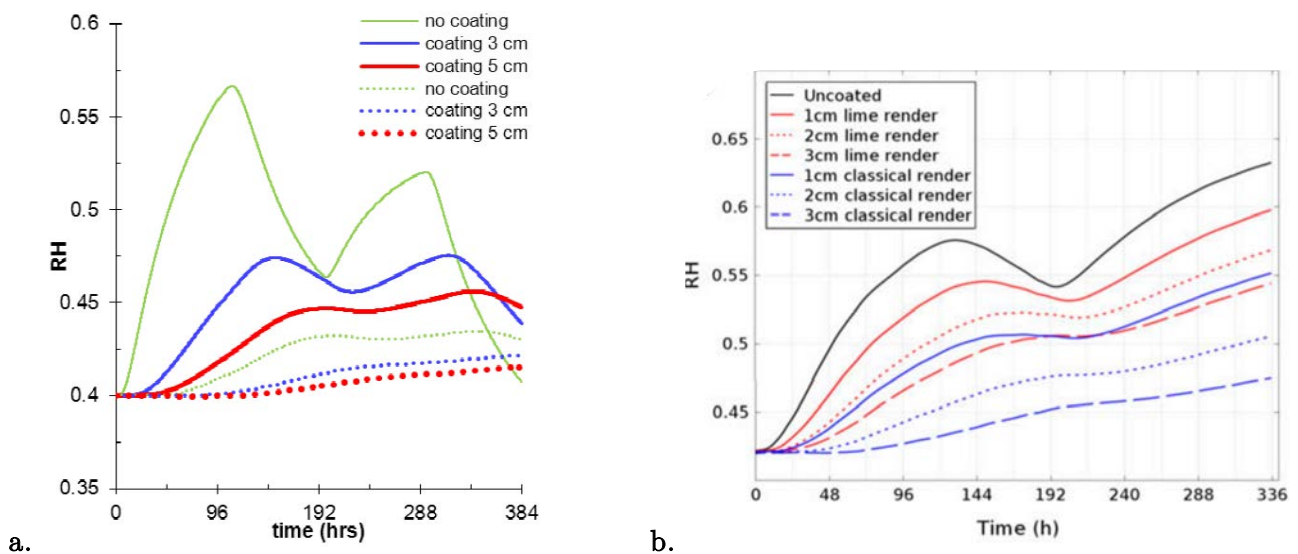 0.6
0.55
0.5
0.45
0.4
0.35
RH
no coating
coating 3 cm
coating 5 cm
no coating
coating 3 cm
coating 5 cm
0 96 192 288 384
time (hrs)
a.
0.65
0.6
0.55
0.5
0.45
RH
Uncoated
1cm lime render
2cm lime render
3cm lime render
1cm classical render
2cm classical render
3cm classical render
0 48 96 144 192 240 288 336
Time (h)
b.